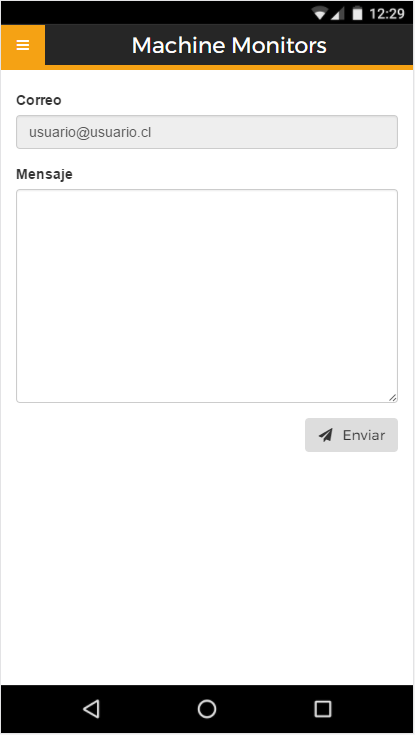 12:29
Machine Monitors
Correo
usuario@usuario.cl
Mensaje
Enviar